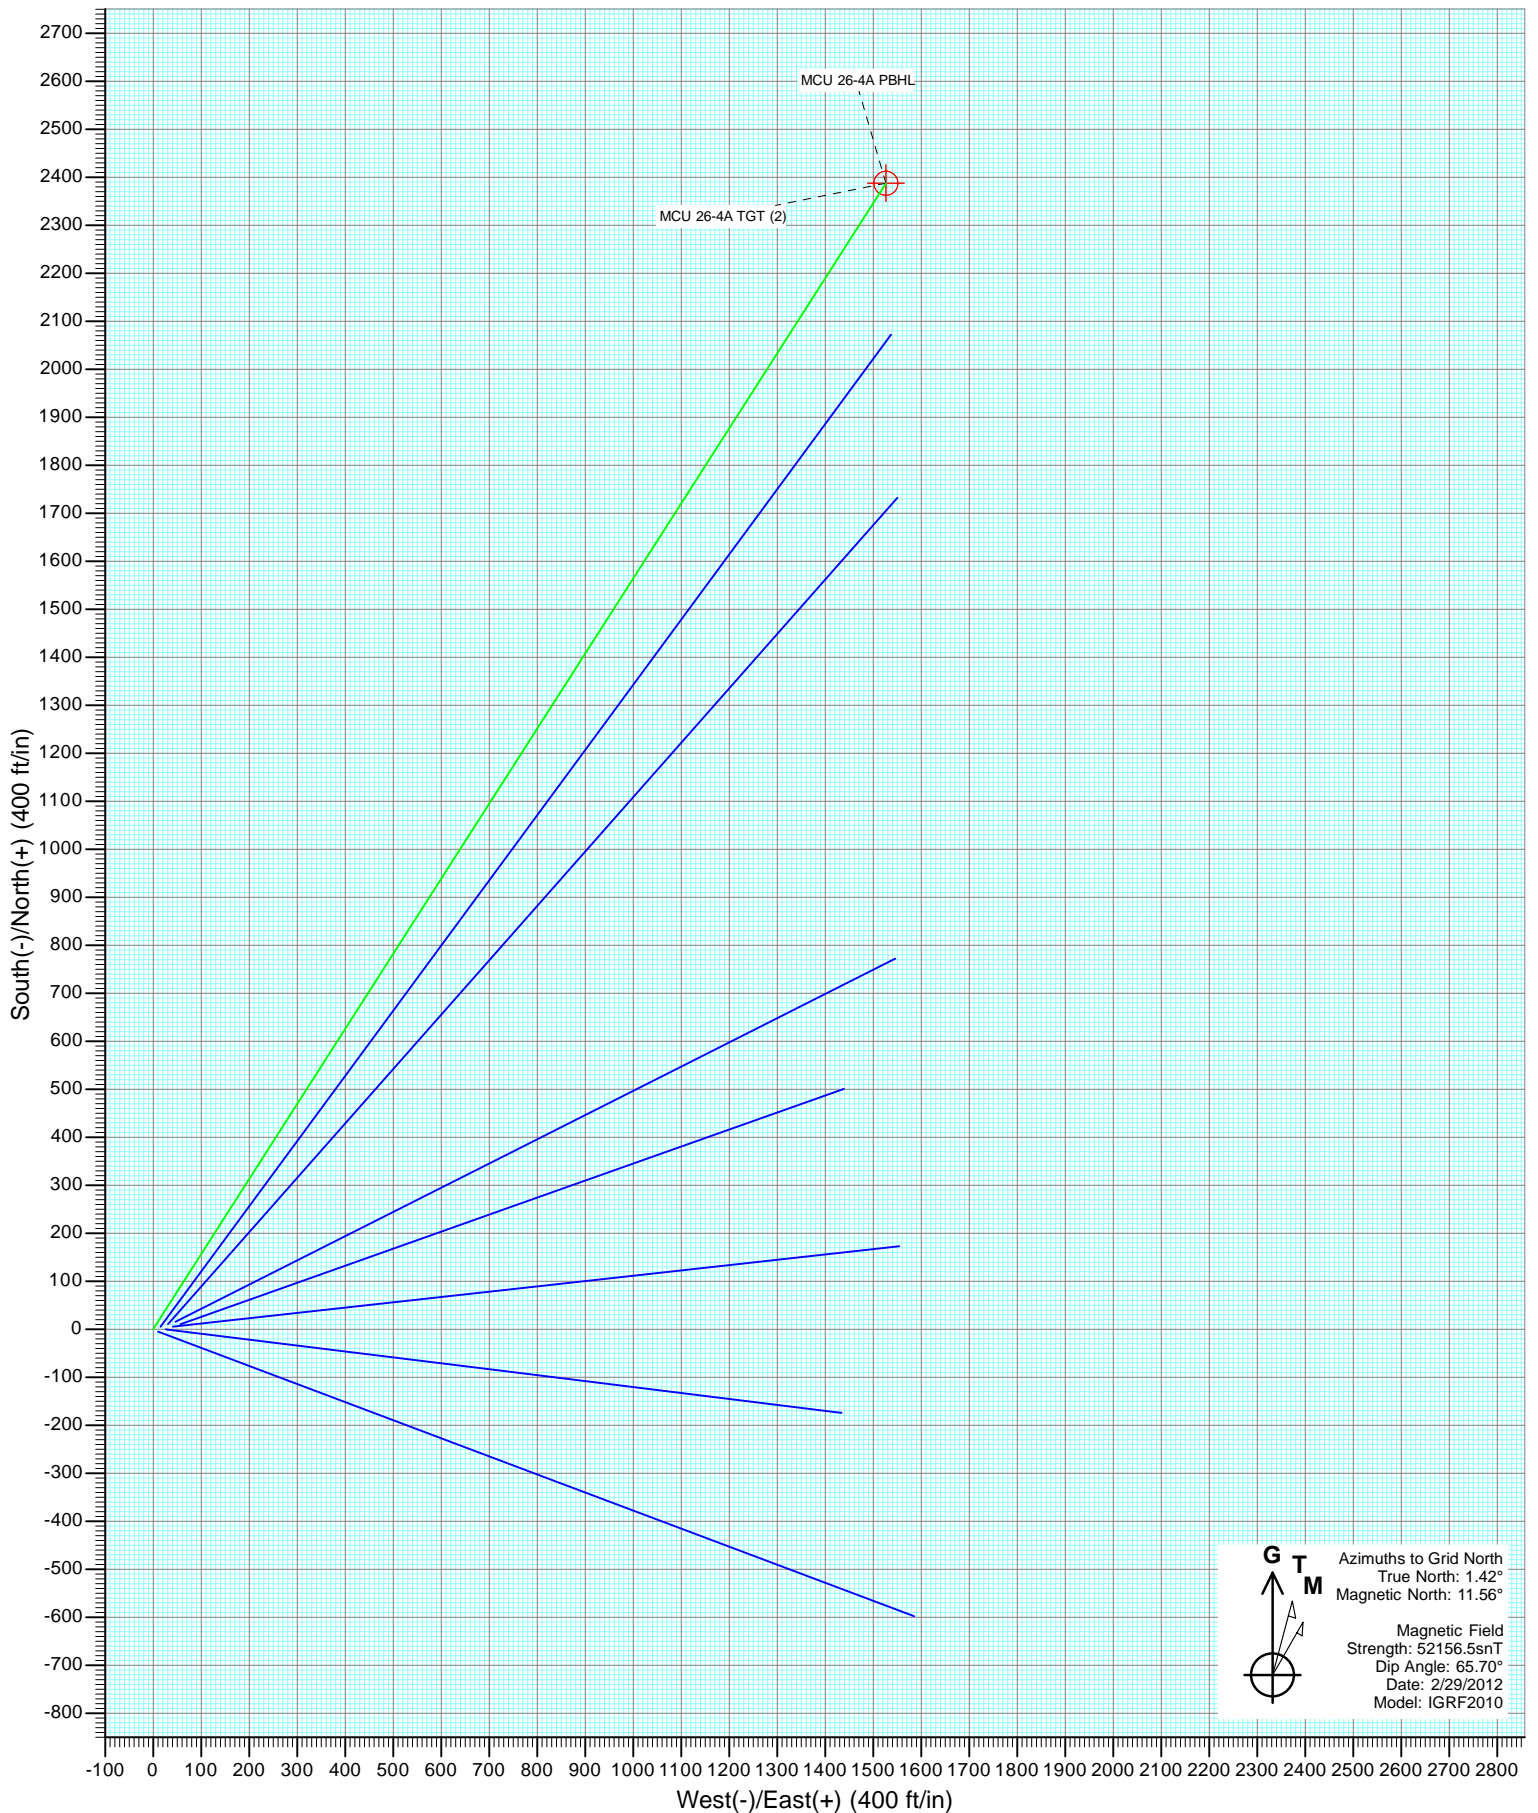 2700
2600
2500
2400
2300
2200
2100
2000
1900
1800
1700
1600
1500
1400
1300
1200
1100
1000
900
800
700
600
500
400
300
200
100
0
-100
-200
-300
-400
-500
-600
-700
-800
South(-)/North(+) (400 ft/in)
MCU 26-4A PBHL
MCU 26-4A TGT (2)
G
T
M
Azimuths to Grid North
True North: 1.42°
Magnetic North: 11.56°
Magnetic Field
Strength: 52156.5snT
Dip Angle: 65.70°
Date: 2/29/2012
Model: IGRF2010
-100 0 100 200 300 400 500 600 700 800 900 1000 1100 1200 1300 1400 1500 1600 1700 1800 1900 2000 2100 2200 2300 2400 2500 2600 2700 2800
West(-)/East(+) (400 ft/in)